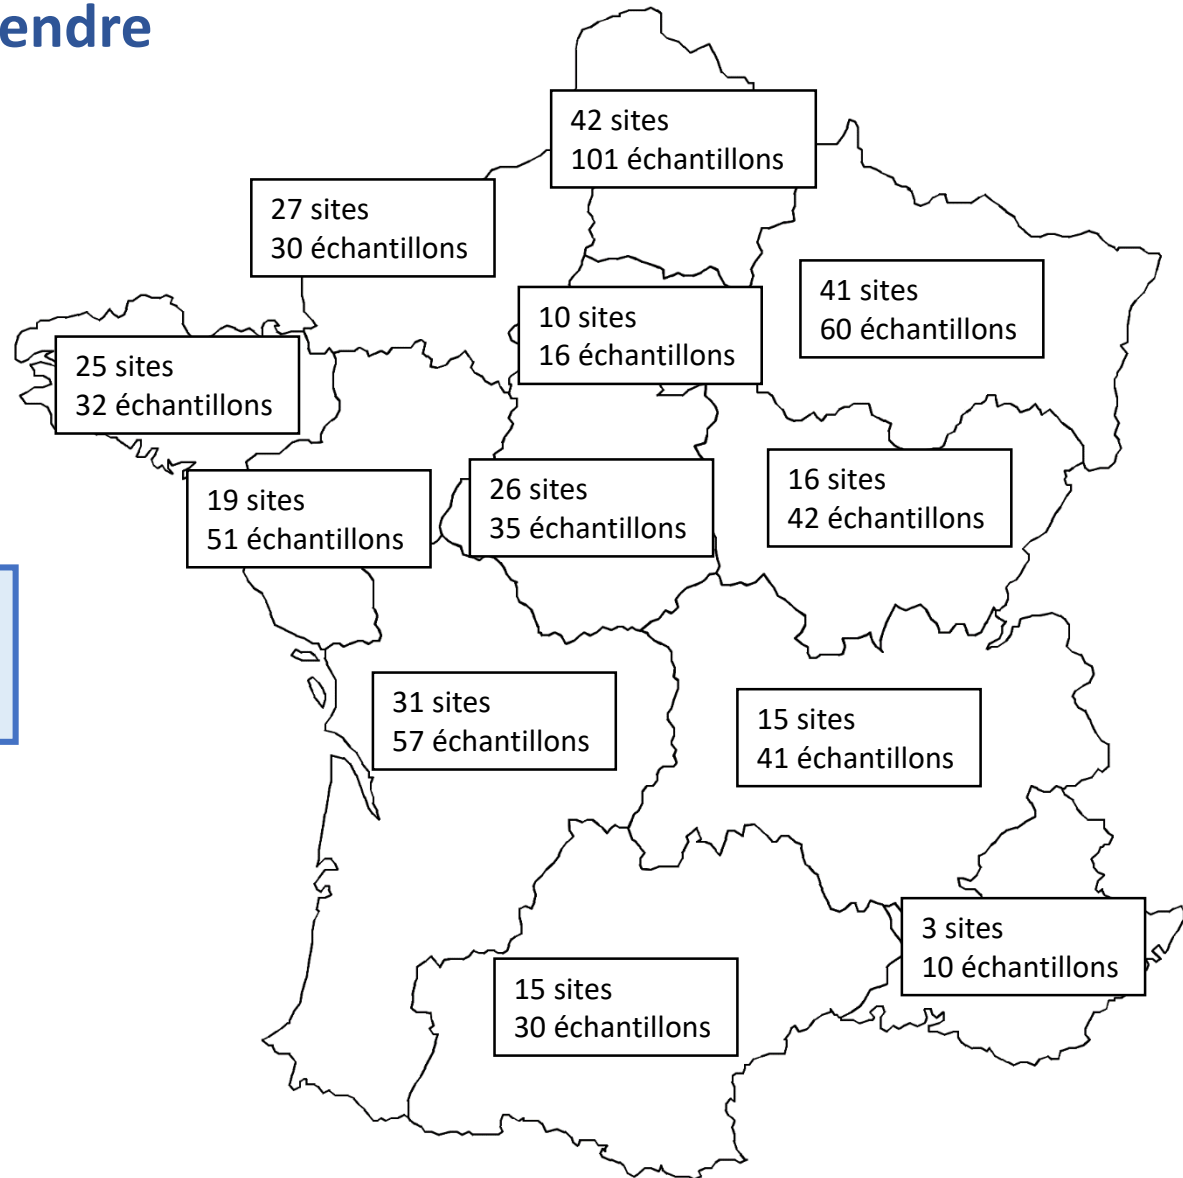 endre
42 sites
101 échantillons
27 sites
30 échantillons
41 sites
60 échantillons
10 sites
16 échantillons
25 sites
32 échantillons
16 sites
42 échantillons
26 sites
35 échantillons
19 sites
51 échantillons
31 sites
57 échantillons
15 sites
41 échantillons
3 sites
10 échantillons
15 sites
30 échantillons